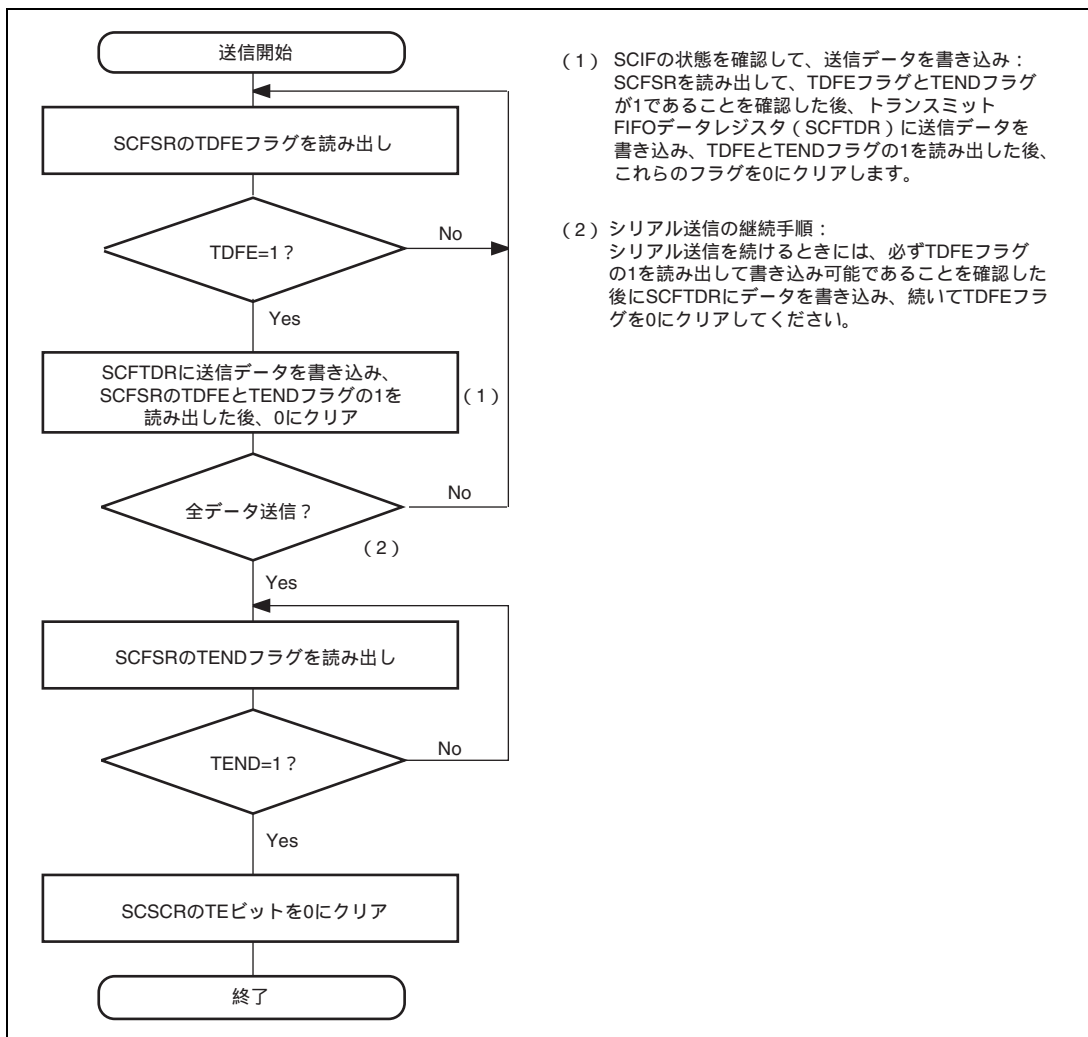 送信開始
SCFSRのTDFEフラグを読み出し
TDFE=1？
No
Yes
SCFTDRに送信データを書き込み、
SCFSRのTDFEとTENDフラグの1を
読み出した後、0にクリア
（1）
全データ送信？
No
（2）
Yes
SCFSRのTENDフラグを読み出し
TEND=1？
No
Yes
SCSCRのTEビットを0にクリア
終了
（1） SCIFの状態を確認して、送信データを書き込み：
SCFSRを読み出して、TDFEフラグとTENDフラグ
が1であることを確認した後、トランスミット
FIFOデータレジスタ（SCFTDR）に送信データを
書き込み、TDFEとTENDフラグの1を読み出した後、
これらのフラグを0にクリアします。
（2）シリアル送信の継続手順：
シリアル送信を続けるときには、必ずTDFEフラグ
の1を読み出して書き込み可能であることを確認した
後にSCFTDRにデータを書き込み、続いてTDFEフラ
グを0にクリアしてください。